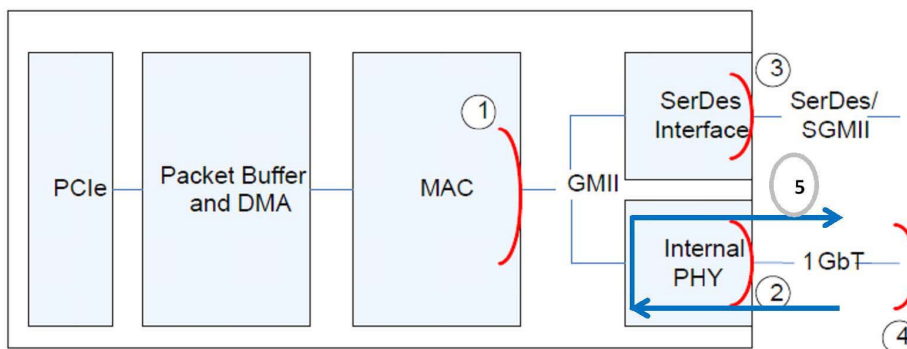 PCIe
Packet Buffer
and DMA
1
MAC
GMII
SerDes
Interface
3
SerDes/
SGMII
5
Internal
PHY
2
1GbT
4